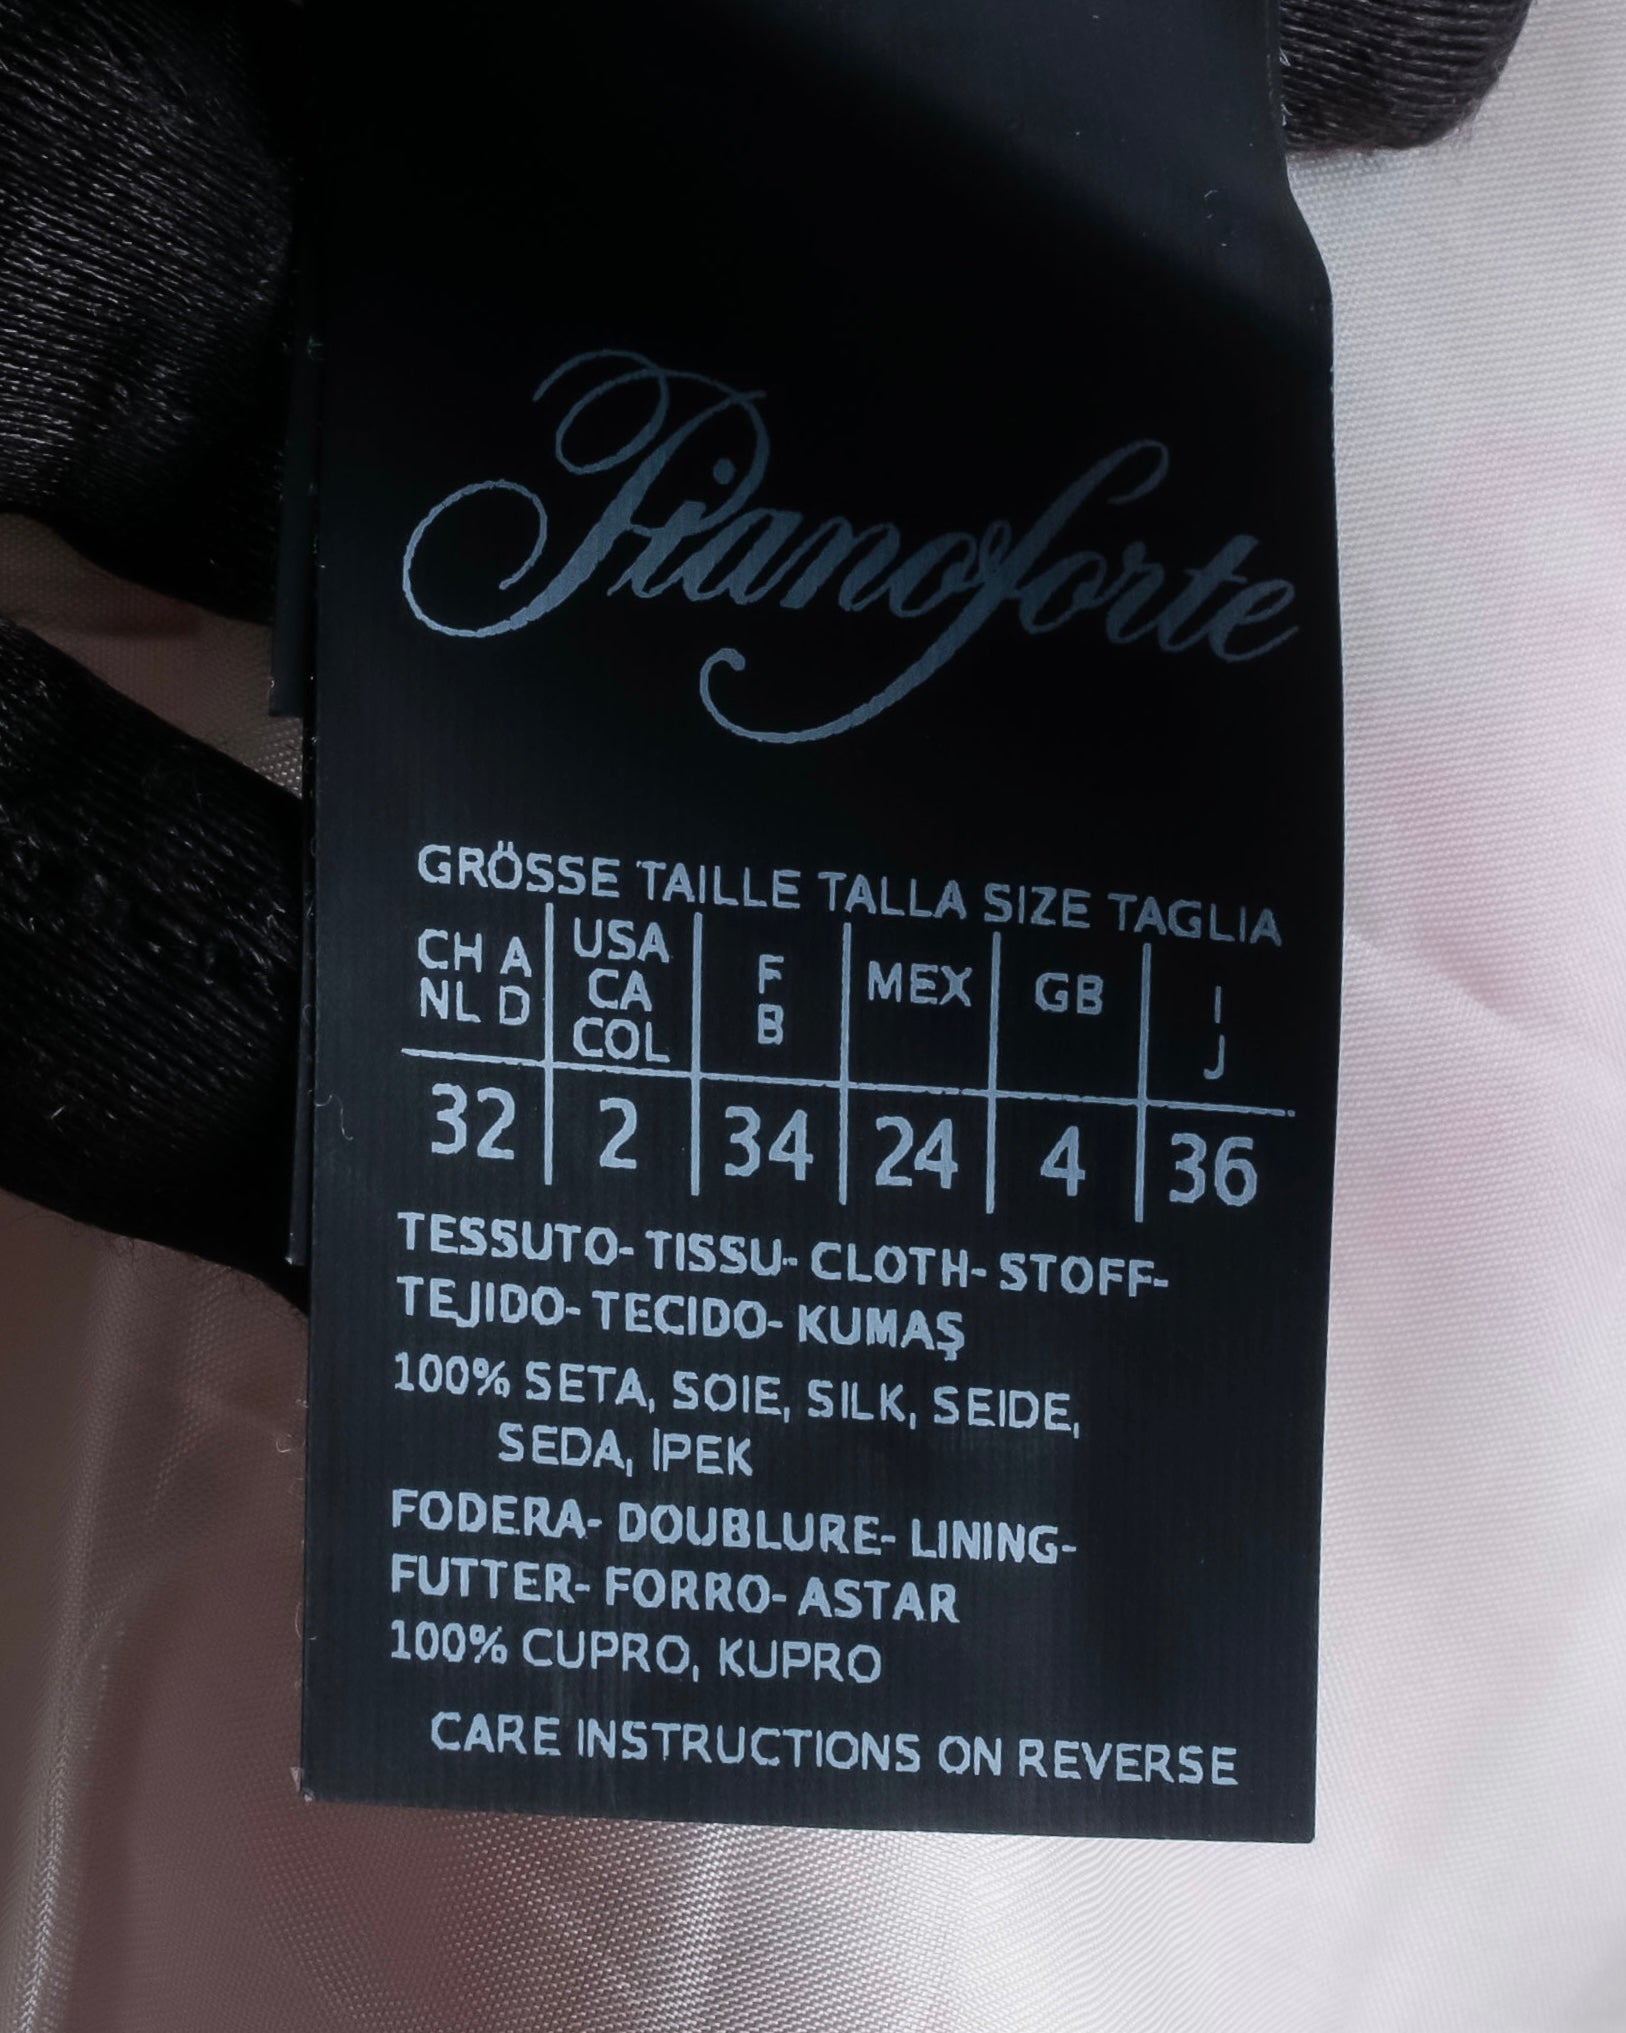 Pianoforte
GRÖSSE TAILLE TALLA SIZE TAGLIA
CH A NL D | USA CA COL | F B | MEX | GB | I J
32 | 2 | 34 | 24 | 4 | 36
TESSUTO- TISSU- CLOTH- STOFF-
TEJIDO- TECIDO- KUMAŞ
100% SETA, SOIE, SILK, SEIDE,
SEDA, İPEK
FODERA- DOUBLURE- LINING-
FUTTER- FORRO- ASTAR
100% CUPRO, KUPRO
CARE INSTRUCTIONS ON REVERSE